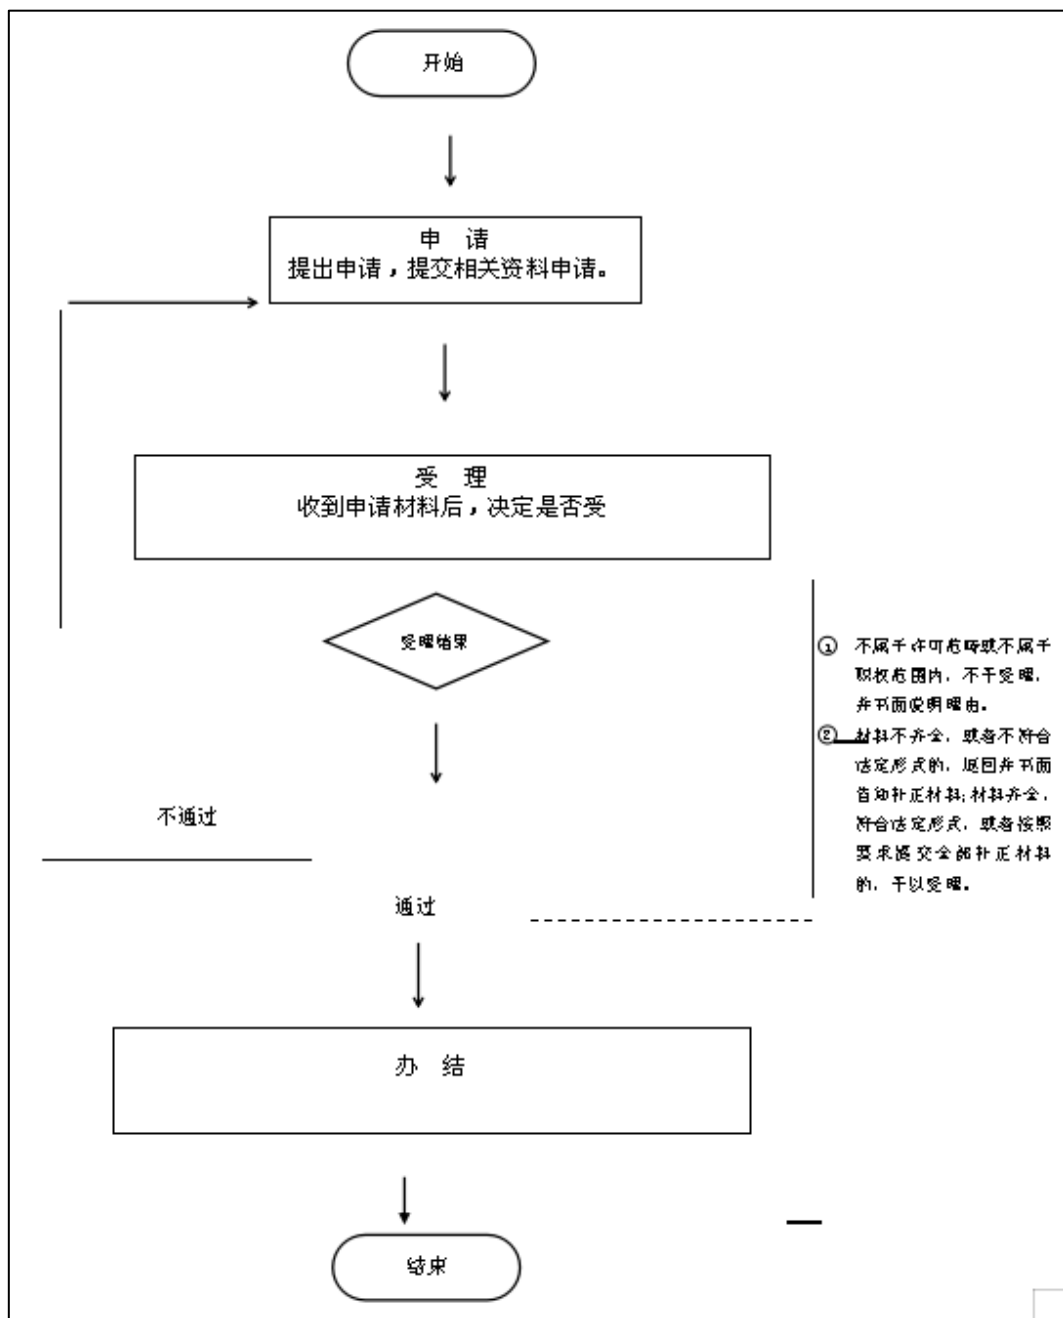 开始
申 请
提出申请，提交相关资料申请。
受 理
收到申请材料后，决定是否受
受理结果
① 不属于许可范畴或不属于
职权范围内，不予受理，
并书面说明理由。
② 材料不齐全、或者不符合
法定形式的，退回并书面
告知补正材料;材料齐全、
符合法定形式、或者按照
要求提交全部补正材料
的，予以受理。
不通过
通过
办 结
结束